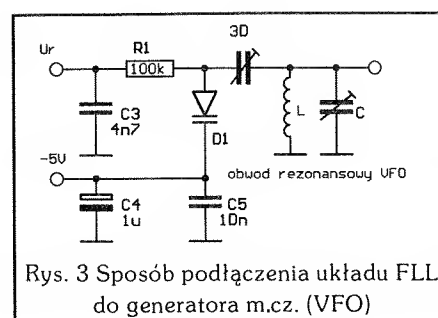 Ur
R1
100k
3D
C3
4n7
D1
L
C
-5V
obwod rezonansowy VFO
C4
1u
C5
10n
Rys. 3 Sposób podłączenia układu FLL
do generatora m.cz. (VFO)